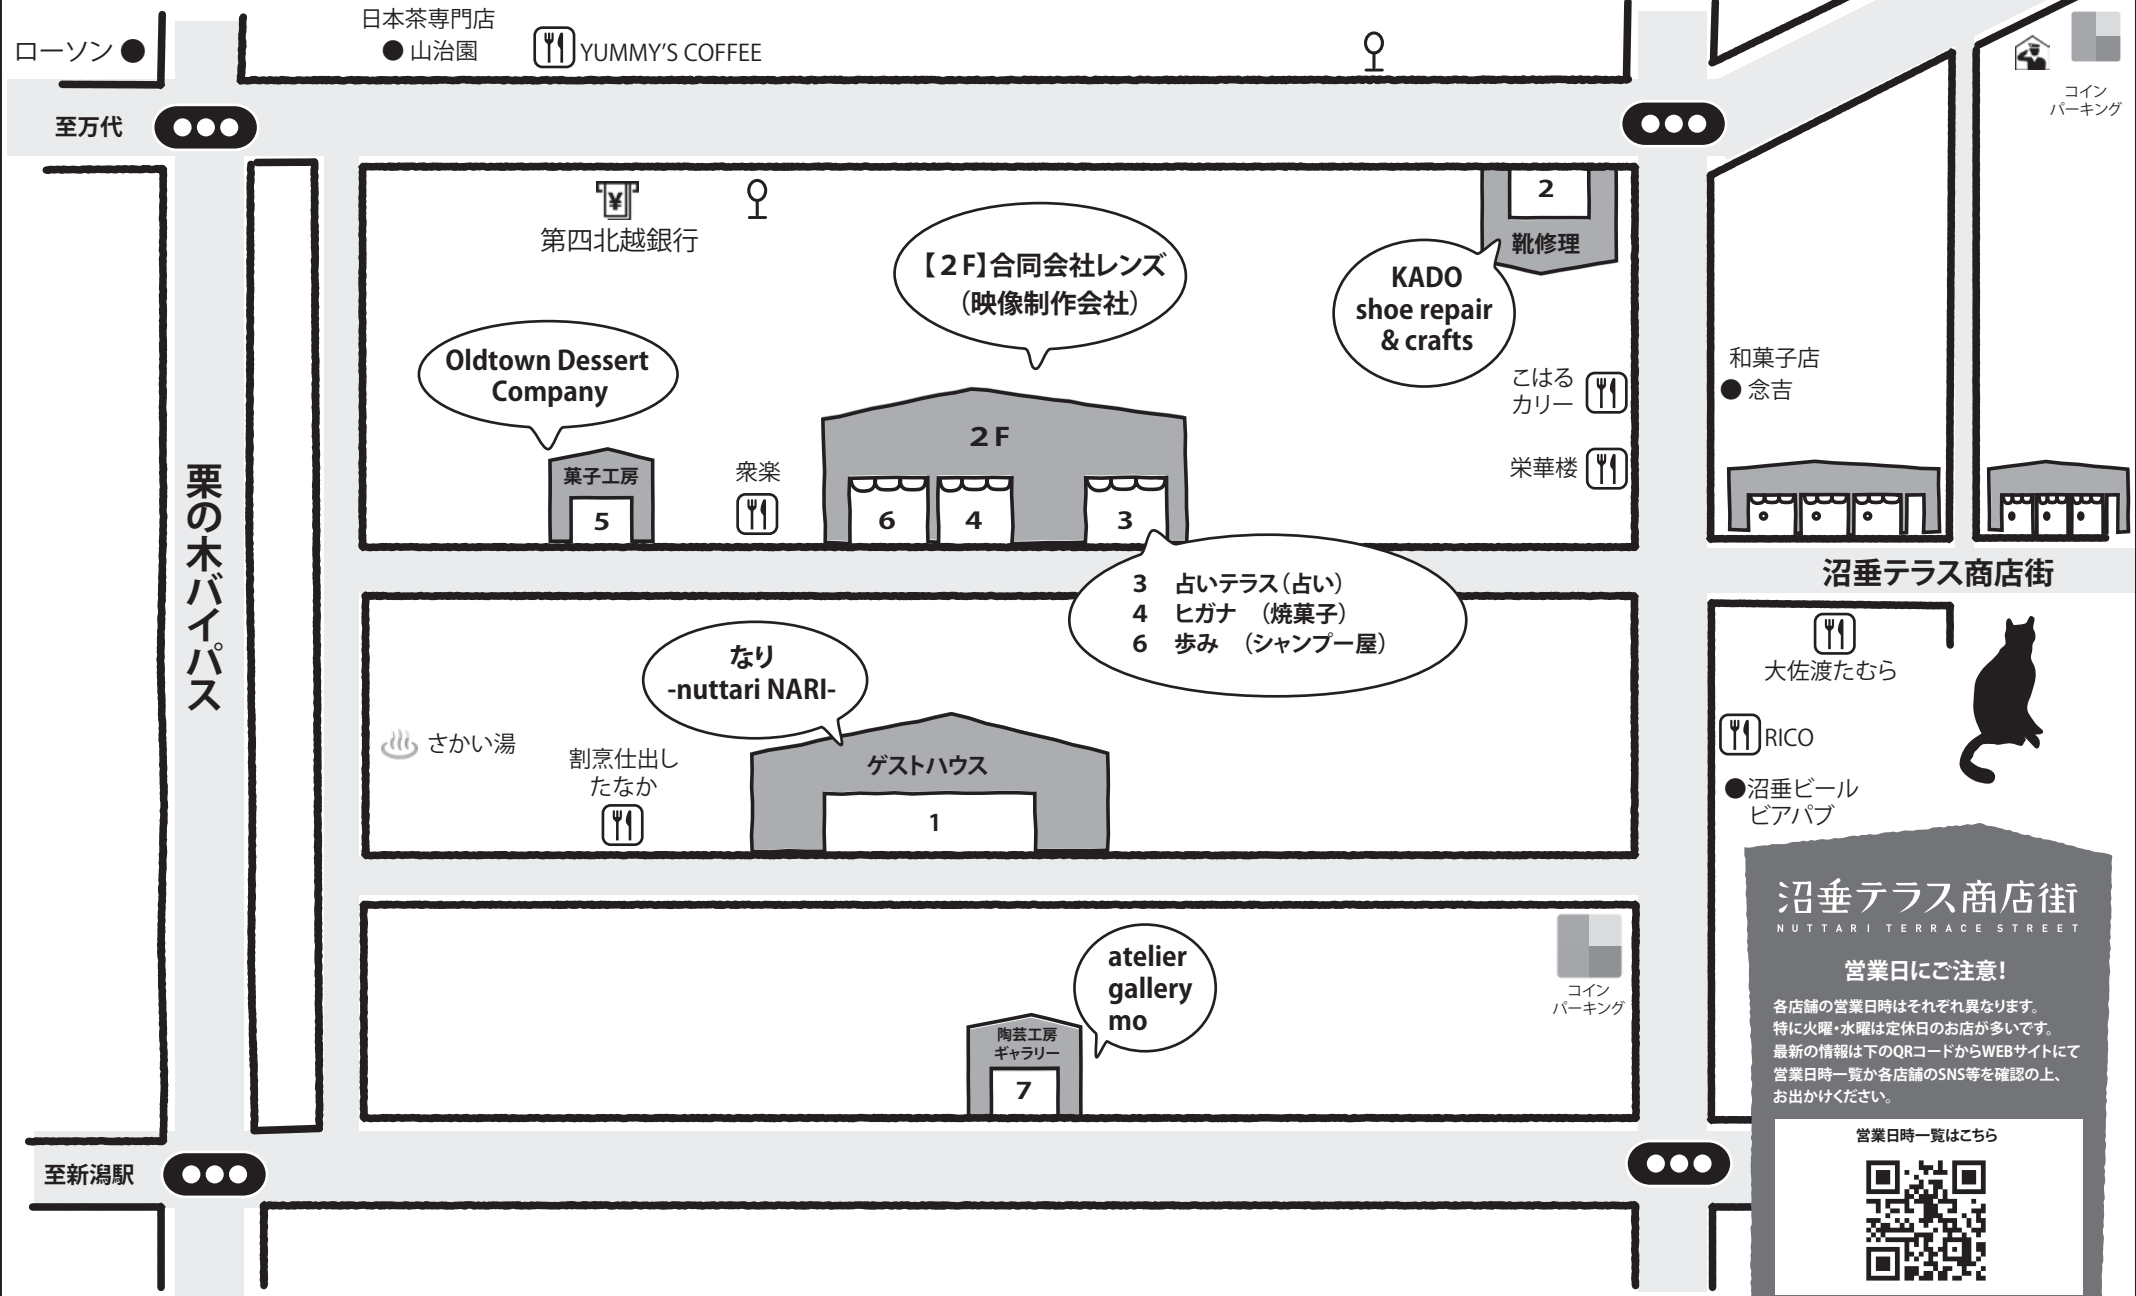 日本茶専門店
ローソン
山治園
YUMMY'S COFFEE
コイン
パーキング
至万代
2
靴修理
第四北越銀行
【2F】合同会社レンズ
（映像制作会社）
KADO
shoe repair
& crafts
Oldtown Dessert
Company
こはる
カリー
和菓子店
念吉
2F
菓子工房
5
衆楽
6
4
3
栄華楼
栗の木バイパス
沼垂テラス商店街
3 占いテラス（占い）
4 ヒガナ （焼菓子）
6 歩み （シャンプー屋）
なり
-nuttari NARI-
大佐渡たむら
さかい湯
割烹仕出し
たなか
ゲストハウス
1
RICO
沼垂ビール
ビアパブ
atelier
gallery
mo
コイン
パーキング
陶芸工房
ギャラリー
7
沼垂テラス商店街
NUTTARI TERRACE STREET
営業日にご注意！
各店舗の営業日時はそれぞれ異なります。
特に火曜・水曜は定休日のお店が多いです。
最新の情報は下のQRコードからWEBサイトにて
営業日時一覧か各店舗のSNS等を確認の上、
お出かけください。
営業日時一覧はこちら
至新潟駅